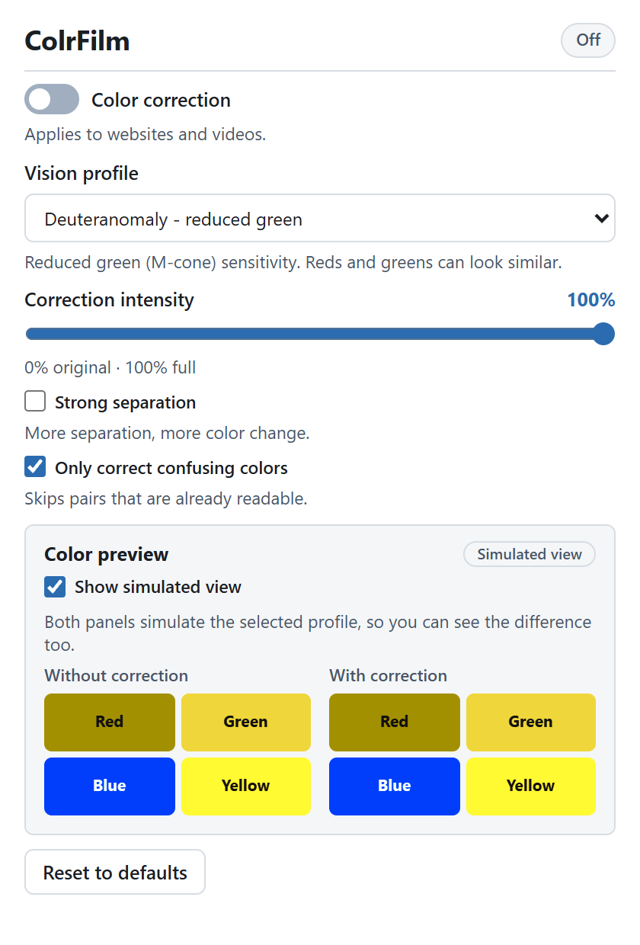 ColrFilm
Off
Color correction
Applies to websites and videos.
Vision profile
Deuteranomaly - reduced green
Reduced green (M-cone) sensitivity. Reds and greens can look similar.
Correction intensity
100%
0% original · 100% full
Strong separation
More separation, more color change.
Only correct confusing colors
Skips pairs that are already readable.
Color preview
Simulated view
Show simulated view
Both panels simulate the selected profile, so you can see the difference
too.
Without correction
With correction
Red
Green
Red
Green
Blue
Yellow
Blue
Yellow
Reset to defaults